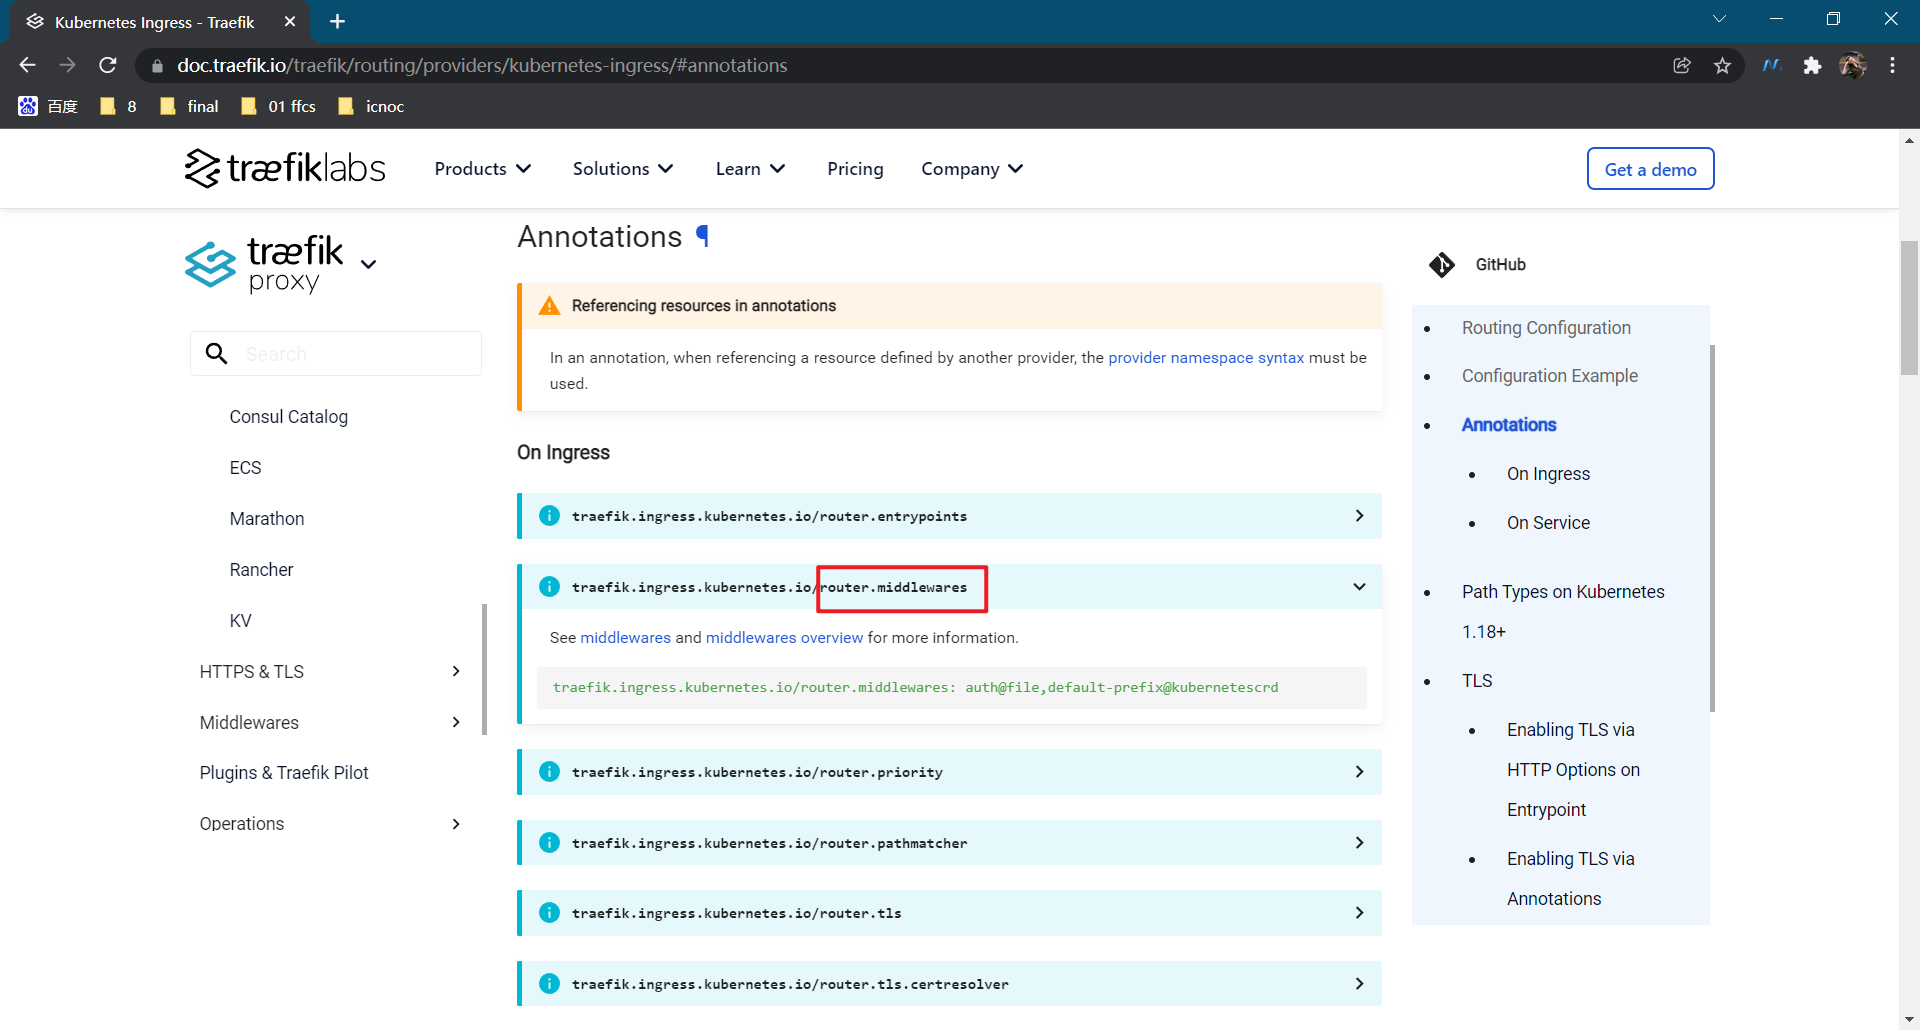 Kubernetes Ingress - Traefik
doc.traefik.io/traefik/routing/providers/kubernetes-ingress/#annotations
百度 8 final 01 ffcs icnoc
træfiklabs Products Solutions Learn Pricing Company Get a demo
træfik
proxy
Search
Consul Catalog
ECS
Marathon
Rancher
KV
HTTPS & TLS
Middlewares
Plugins & Traefik Pilot
Operations
Annotations ¶
Referencing resources in annotations
In an annotation, when referencing a resource defined by another provider, the provider namespace syntax must be
used.
On Ingress
traefik.ingress.kubernetes.io/router.entrypoints
traefik.ingress.kubernetes.io/router.middlewares
See middlewares and middlewares overview for more information.
traefik.ingress.kubernetes.io/router.middlewares: auth@file,default-prefix@kubernetescrd
traefik.ingress.kubernetes.io/router.priority
traefik.ingress.kubernetes.io/router.pathmatcher
traefik.ingress.kubernetes.io/router.tls
traefik.ingress.kubernetes.io/router.tls.certresolver
GitHub
Routing Configuration
Configuration Example
Annotations
On Ingress
On Service
Path Types on Kubernetes
1.18+
TLS
Enabling TLS via
HTTP Options on
Entrypoint
Enabling TLS via
Annotations